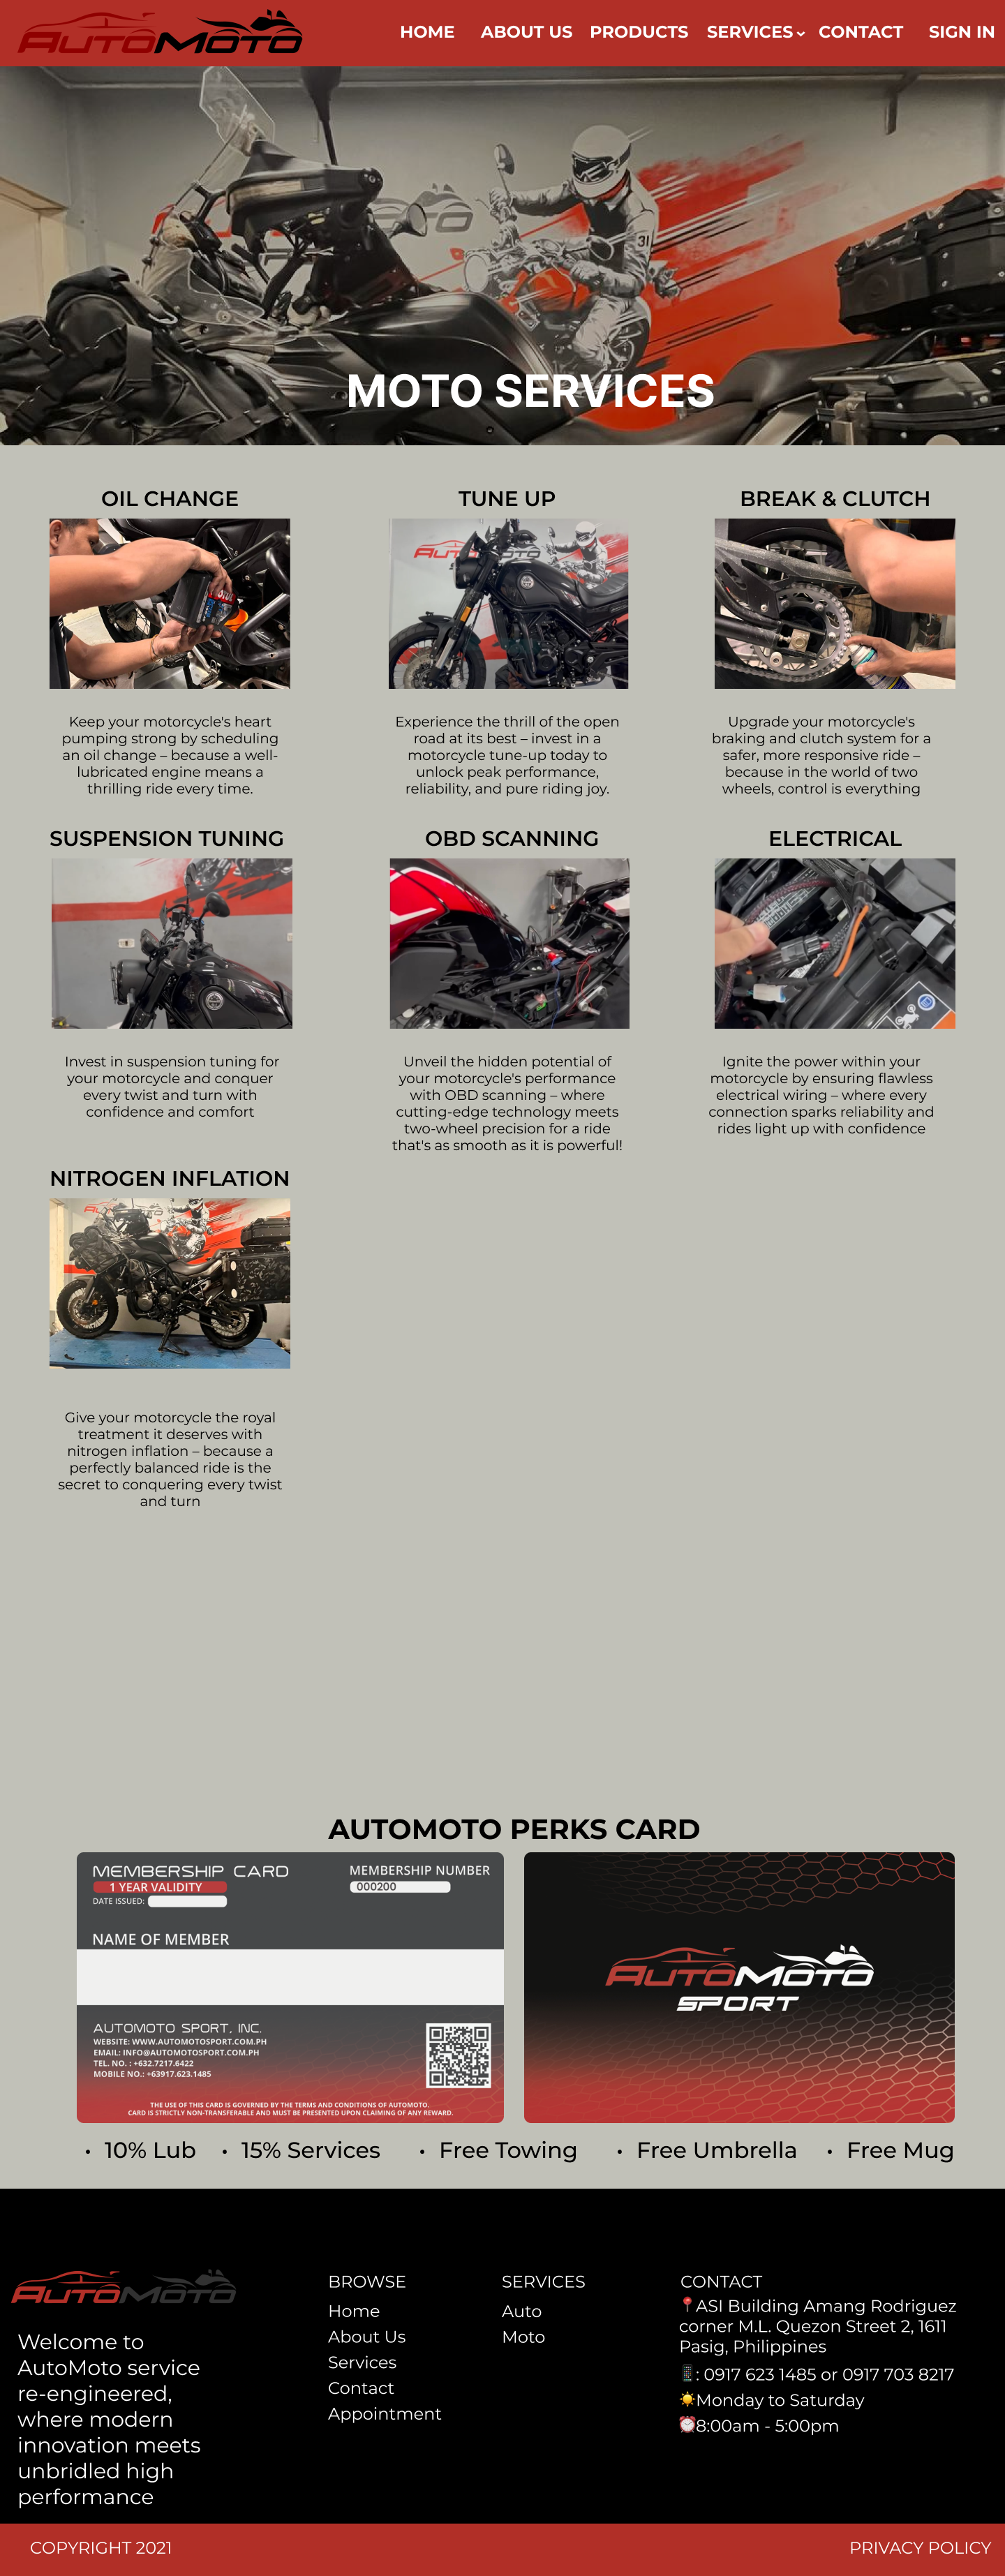 AUTOMOTO
HOME ABOUT US PRODUCTS SERVICES CONTACT SIGN IN
31
MOTO SERVICES
OIL CHANGE
Keep your motorcycle's heart
pumping strong by scheduling
an oil change – because a well-
lubricated engine means a
thrilling ride every time.
TUNE UP
Experience the thrill of the open
road at its best – invest in a
motorcycle tune-up today to
unlock peak performance,
reliability, and pure riding joy.
BREAK & CLUTCH
Upgrade your motorcycle's
braking and clutch system for a
safer, more responsive ride –
because in the world of two
wheels, control is everything
SUSPENSION TUNING
Invest in suspension tuning for
your motorcycle and conquer
every twist and turn with
confidence and comfort
OBD SCANNING
Unveil the hidden potential of
your motorcycle's performance
with OBD scanning – where
cutting-edge technology meets
two-wheel precision for a ride
that's as smooth as it is powerful!
ELECTRICAL
Ignite the power within your
motorcycle by ensuring flawless
electrical wiring – where every
connection sparks reliability and
rides light up with confidence
NITROGEN INFLATION
Give your motorcycle the royal
treatment it deserves with
nitrogen inflation – because a
perfectly balanced ride is the
secret to conquering every twist
and turn
AUTOMOTO PERKS CARD
MEMBERSHIP CARD
1 YEAR VALIDITY
DATE ISSUED:
MEMBERSHIP NUMBER
000200
NAME OF MEMBER
AUTOMOTO SPORT, INC.
WEBSITE: WWW.AUTOMOTOSPORT.COM.PH
EMAIL: INFO@AUTOMOTOSPORT.COM.PH
TEL. NO. : +632.7217.6422
MOBILE NO.: +63917.623.1485
THE USE OF THIS CARD IS GOVERNED BY THE TERMS AND CONDITIONS OF AUTOMOTO.
CARD IS STRICTLY NON-TRANSFERABLE AND MUST BE PRESENTED UPON CLAIMING OF ANY REWARD.
AUTOMOTO
SPORT
• 10% Lub • 15% Services • Free Towing • Free Umbrella • Free Mug
AUTOMOTO
Welcome to
AutoMoto service
re-engineered,
where modern
innovation meets
unbridled high
performance
BROWSE
Home
About Us
Services
Contact
Appointment
SERVICES
Auto
Moto
CONTACT
📍ASI Building Amang Rodriguez
corner M.L. Quezon Street 2, 1611
Pasig, Philippines
📱: 0917 623 1485 or 0917 703 8217
☀️Monday to Saturday
⏰8:00am - 5:00pm
COPYRIGHT 2021
PRIVACY POLICY